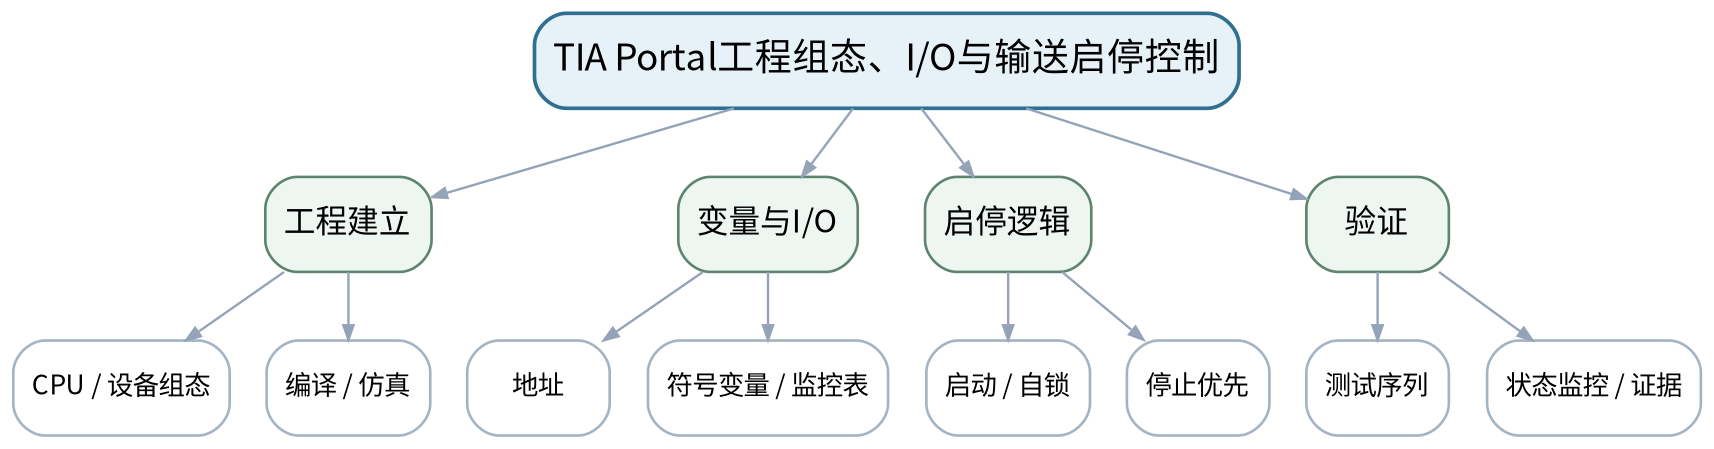 TIA Portal工程组态、I/O与输送启停控制
工程建立
变量与I/O
启停逻辑
验证
CPU / 设备组态
编译 / 仿真
地址
符号变量 / 监控表
启动 / 自锁
停止优先
测试序列
状态监控 / 证据